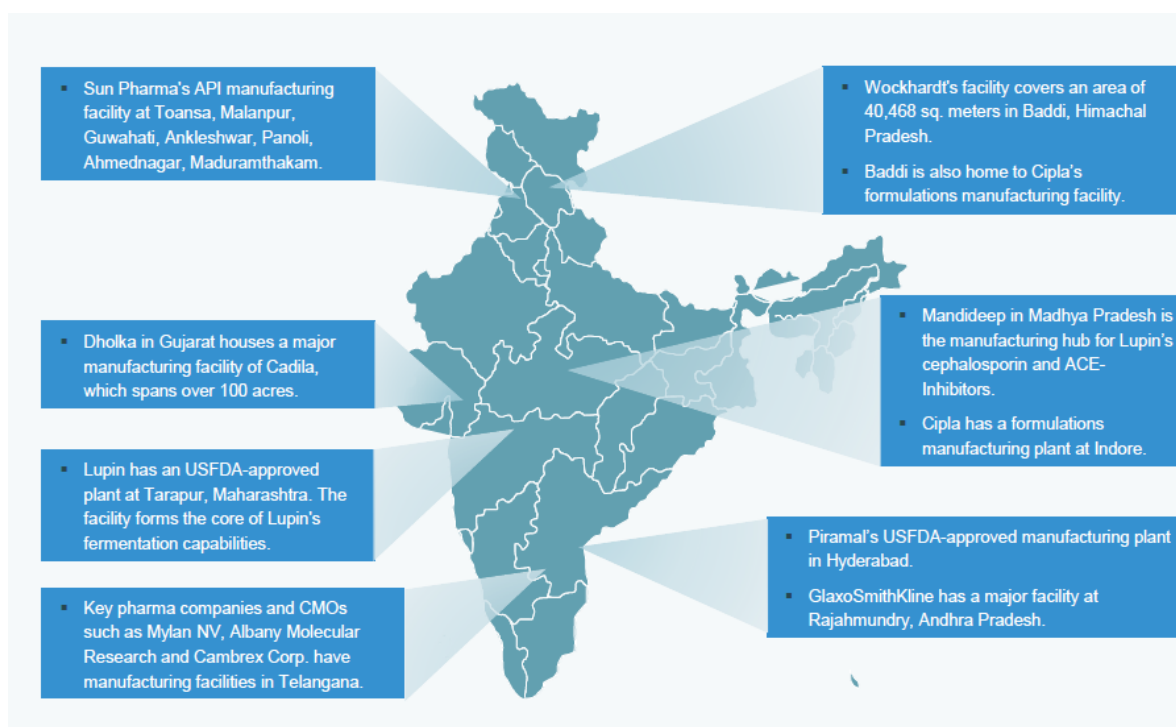 ▪ Sun Pharma's API manufacturing
facility at Toansa, Malanpur,
Guwahati, Ankleshwar, Panoli,
Ahmednagar, Maduramthakam.
▪ Dholka in Gujarat houses a major
manufacturing facility of Cadila,
which spans over 100 acres.
▪ Lupin has an USFDA-approved
plant at Tarapur, Maharashtra. The
facility forms the core of Lupin's
fermentation capabilities.
▪ Key pharma companies and CMOs
such as Mylan NV, Albany Molecular
Research and Cambrex Corp. have
manufacturing facilities in Telangana.
▪ Wockhardt's facility covers an area of
40,468 sq. meters in Baddi, Himachal
Pradesh.
▪ Baddi is also home to Cipla's
formulations manufacturing facility.
▪ Mandideep in Madhya Pradesh is
the manufacturing hub for Lupin's
cephalosporin and ACE-
Inhibitors.
▪ Cipla has a formulations
manufacturing plant at Indore.
▪ Piramal's USFDA-approved manufacturing plant
in Hyderabad.
▪ GlaxoSmithKline has a major facility at
Rajahmundry, Andhra Pradesh.